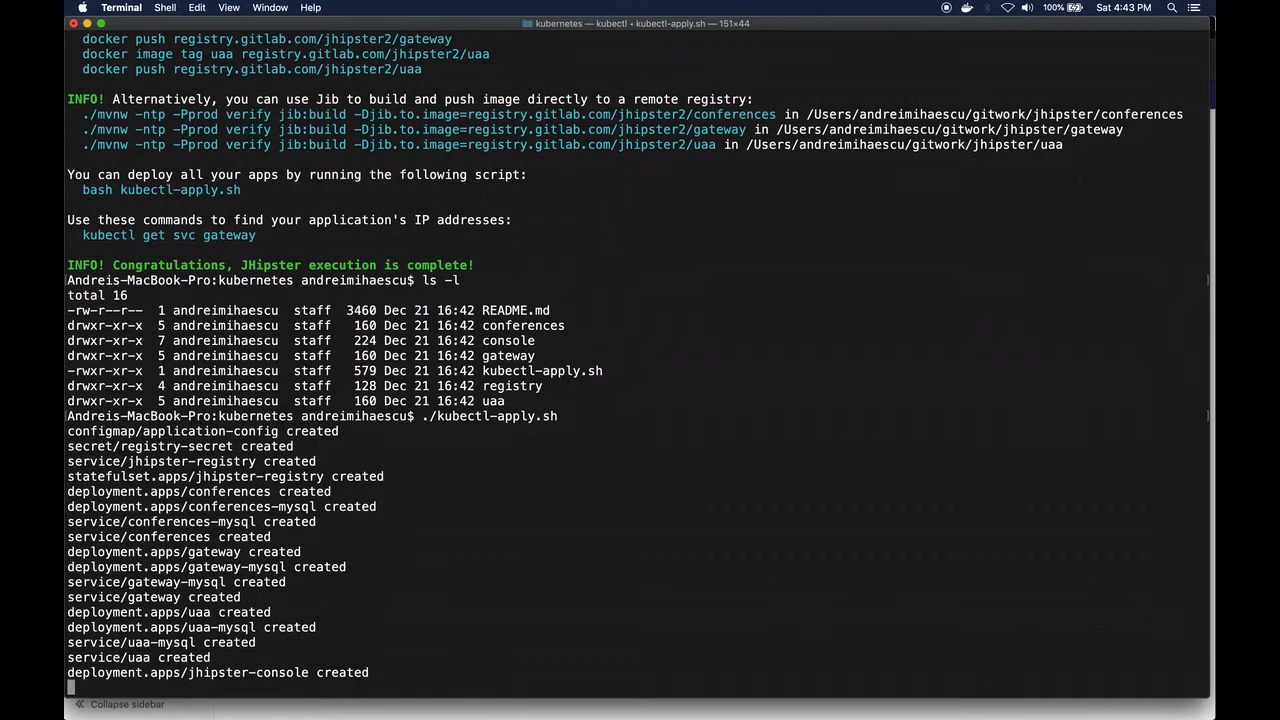 Terminal Shell Edit View Window Help 100% Sat 4:43 PM
kubernetes — kubectl - kubectl-apply.sh — 151×44
docker push registry.gitlab.com/jhipster2/gateway
docker image tag uaa registry.gitlab.com/jhipster2/uaa
docker push registry.gitlab.com/jhipster2/uaa
INFO! Alternatively, you can use Jib to build and push image directly to a remote registry:
./mvnw -ntp -Pprod verify jib:build -Djib.to.image=registry.gitlab.com/jhipster2/conferences in /Users/andreimihaescu/gitwork/jhipster/conferences
./mvnw -ntp -Pprod verify jib:build -Djib.to.image=registry.gitlab.com/jhipster2/gateway in /Users/andreimihaescu/gitwork/jhipster/gateway
./mvnw -ntp -Pprod verify jib:build -Djib.to.image=registry.gitlab.com/jhipster2/uaa in /Users/andreimihaescu/gitwork/jhipster/uaa
You can deploy all your apps by running the following script:
bash kubectl-apply.sh
Use these commands to find your application's IP addresses:
kubectl get svc gateway
INFO! Congratulations, JHipster execution is complete!
[Andreis-MacBook-Pro:kubernetes andreimihaescu$ ls -l ]
total 16
-rw-r--r-- 1 andreimihaescu staff 3460 Dec 21 16:42 README.md
drwxr-xr-x 5 andreimihaescu staff 160 Dec 21 16:42 conferences
drwxr-xr-x 7 andreimihaescu staff 224 Dec 21 16:42 console
drwxr-xr-x 5 andreimihaescu staff 160 Dec 21 16:42 gateway
-rwxr-xr-x 1 andreimihaescu staff 579 Dec 21 16:42 kubectl-apply.sh
drwxr-xr-x 4 andreimihaescu staff 128 Dec 21 16:42 registry
drwxr-xr-x 5 andreimihaescu staff 160 Dec 21 16:42 uaa
[Andreis-MacBook-Pro:kubernetes andreimihaescu$ ./kubectl-apply.sh ]
configmap/application-config created
secret/registry-secret created
service/jhipster-registry created
statefulset.apps/jhipster-registry created
deployment.apps/conferences created
deployment.apps/conferences-mysql created
service/conferences-mysql created
service/conferences created
deployment.apps/gateway created
deployment.apps/gateway-mysql created
service/gateway-mysql created
service/gateway created
deployment.apps/uaa created
deployment.apps/uaa-mysql created
service/uaa-mysql created
service/uaa created
deployment.apps/jhipster-console created
« Collapse sidebar